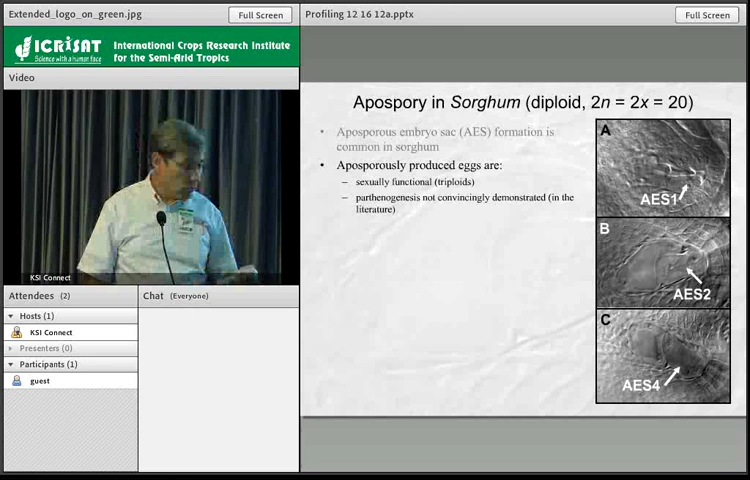 Extended_logo_on_green.jpg
Full Screen
ICRISAT
Science with a human face
International Crops Research Institute
for the Semi-Arid Tropics
Video
KSI Connect
Attendees (2)
Hosts (1)
KSI Connect
Presenters (0)
Participants (1)
guest
Chat (Everyone)
Profiling 12 16 12a.pptx
Full Screen
Apospory in Sorghum (diploid, 2n = 2x = 20)
• Aposporous embryo sac (AES) formation is
common in sorghum
• Aposporously produced eggs are:
– sexually functional (triploids)
– parthenogenesis not convincingly demonstrated (in the
literature)
A
AES1
B
AES2
C
AES4